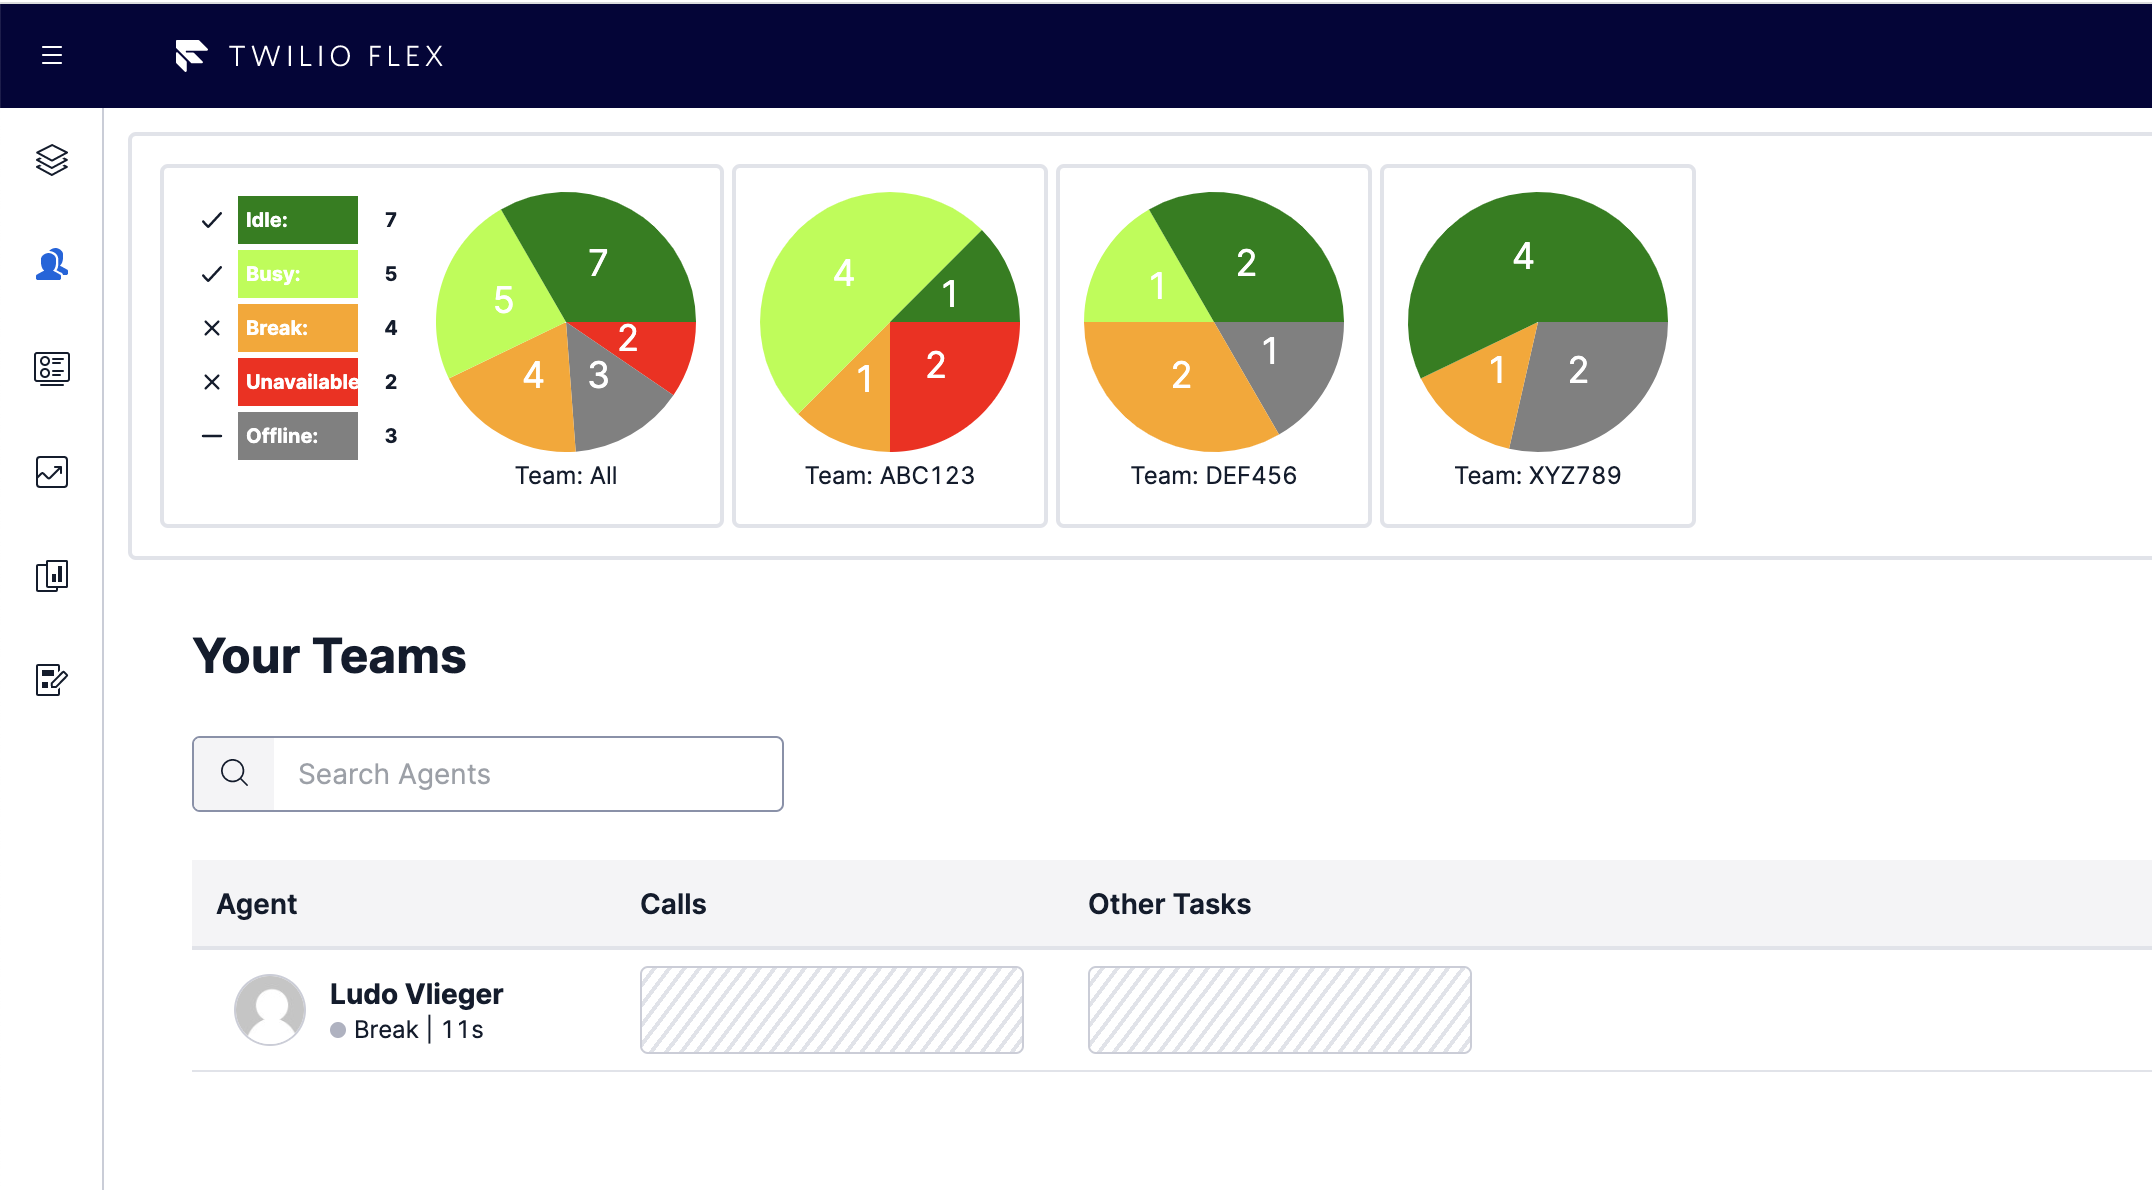 TWILIO FLEX
Idle: 7
Busy: 5
Break: 4
Unavailable 2
Offline: 3
7
5
4
3
2
Team: All
4
1
1
2
Team: ABC123
2
1
2
1
Team: DEF456
4
1
2
Team: XYZ789
Your Teams
Search Agents
Agent Calls Other Tasks
Ludo Vlieger
Break | 11s